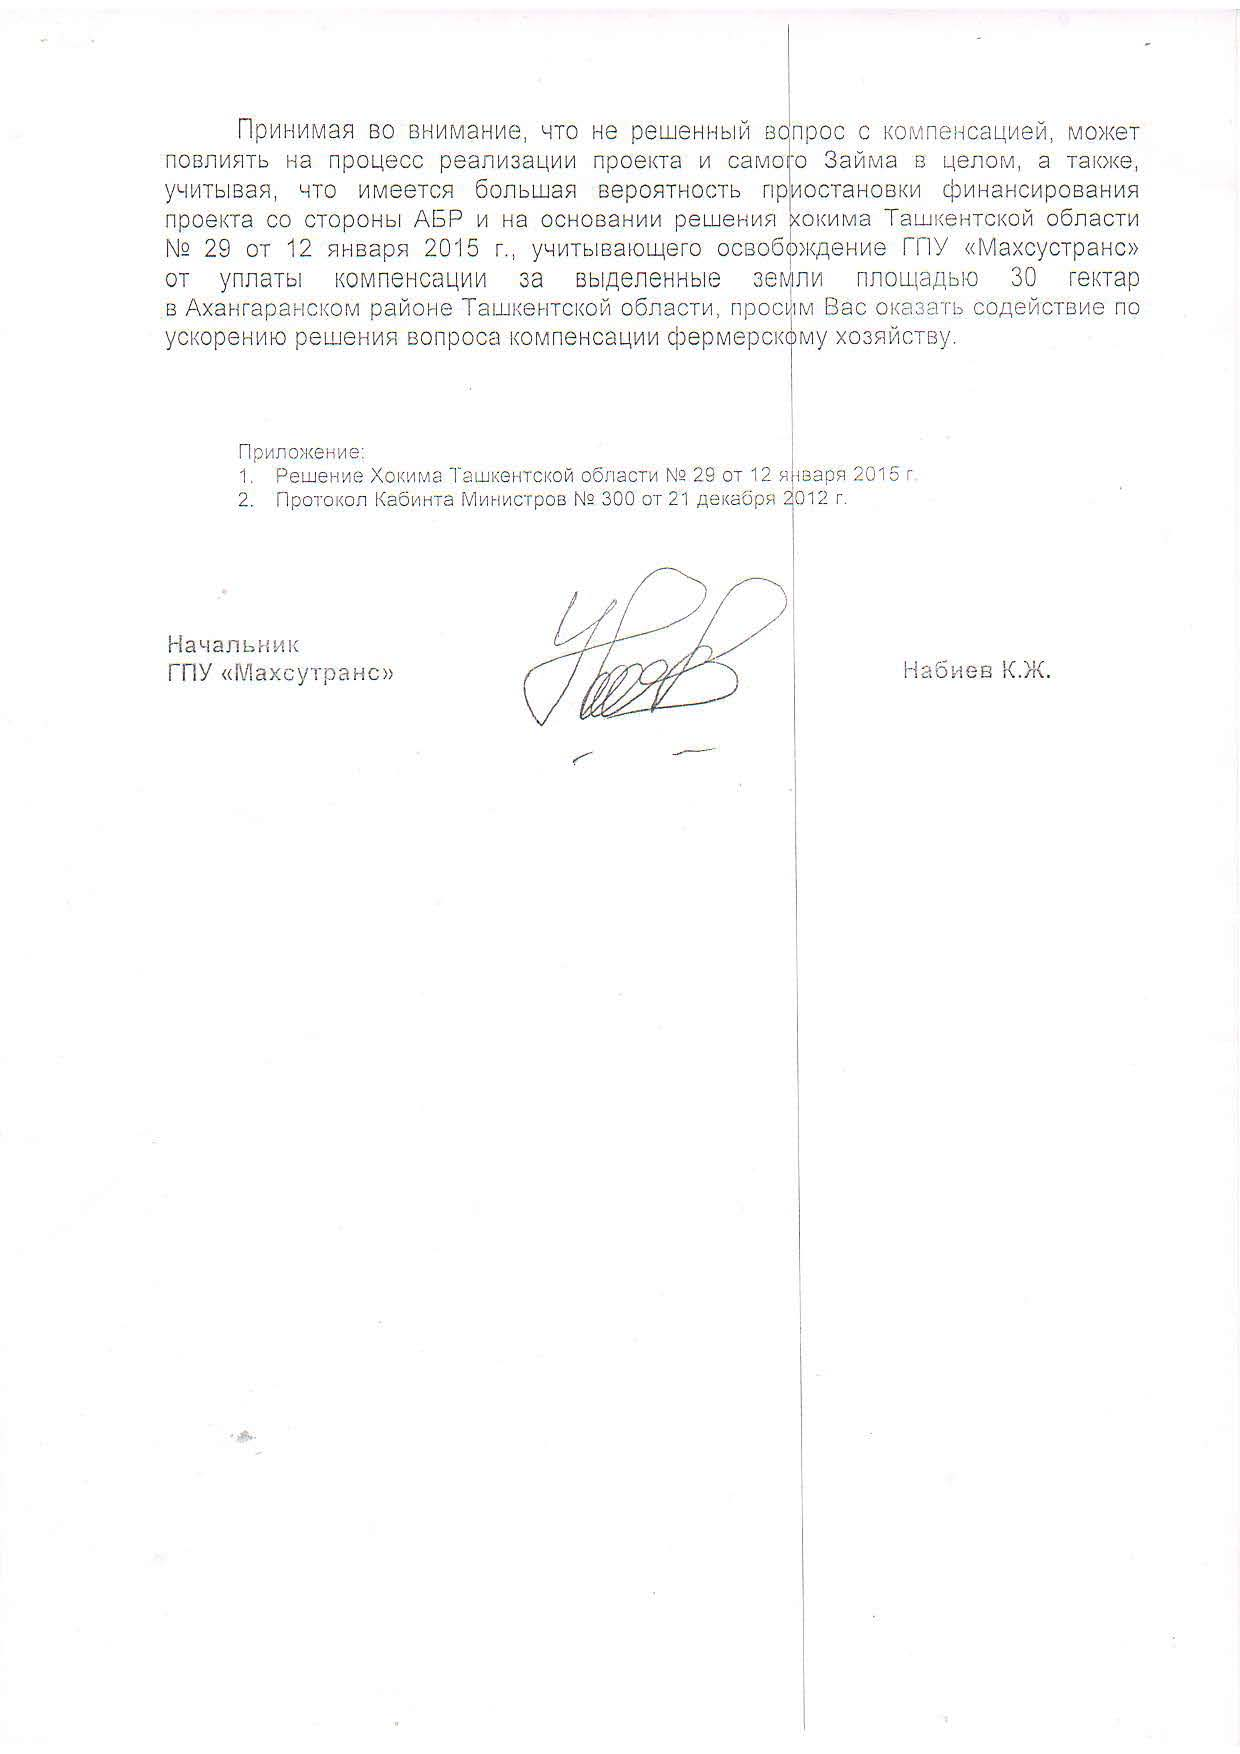 Принимая во внимание, что не решенный вопрос с компенсацией, может
повлиять на процесс реализации проекта и самого Займа в целом, а также,
учитывая, что имеется большая вероятность приостановки финансирования
проекта со стороны АБР и на основании решения хокима Ташкентской области
№ 29 от 12 января 2015 г., учитывающего освобождение ГПУ «Махсустранс»
от уплаты компенсации за выделенные земли площадью 30 гектар
в Ахангаранском районе Ташкентской области, просим Вас оказать содействие по
ускорению решения вопроса компенсации фермерскому хозяйству.
Приложение:
1. Решение Хокима Ташкентской области № 29 от 12 января 2015 г.
2. Протокол Кабинта Министров № 300 от 21 декабря 2012 г.
Начальник
ГПУ «Махсутранс»
Набиев К.Ж.